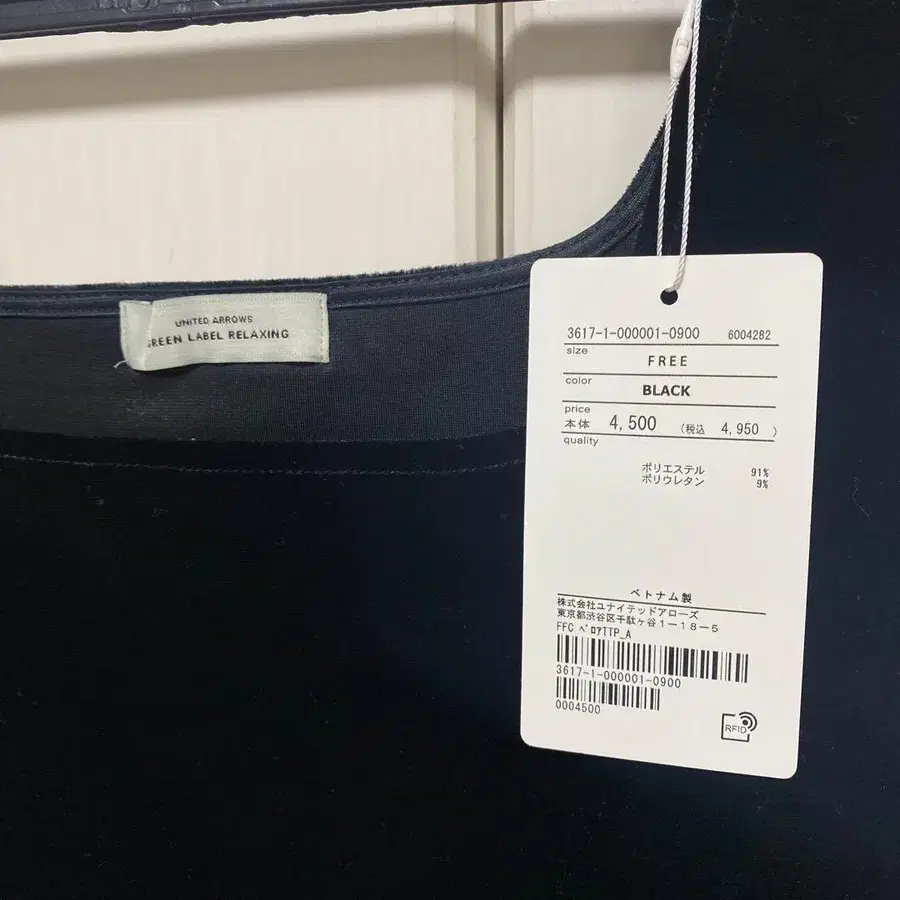 UNITED ARROWS
GREEN LABEL RELAXING
3617-1-000001-0900 6004282
size
FREE
color
BLACK
price
本体 4,500 (税込 4,950 )
quality
ポリエステル 91%
ポリウレタン 9%
ベトナム製
株式会社ユナイテッドアローズ
東京都渋谷区千駄ヶ谷1-18-5
FFC ベロアTTP_A
3617-1-000001-0900
0004500
RFID